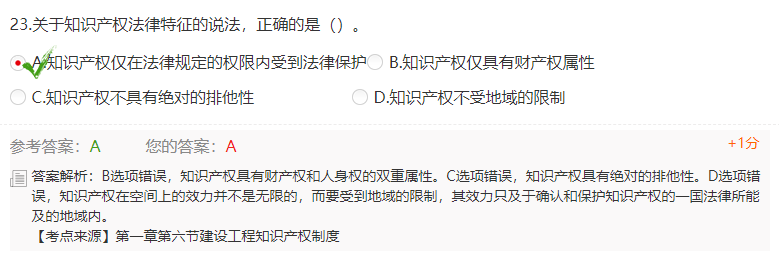 23.关于知识产权法律特征的说法，正确的是（）。
A.知识产权仅在法律规定的权限内受到法律保护 B.知识产权仅具有财产权属性
C.知识产权不具有绝对的排他性 D.知识产权不受地域的限制
参考答案：A 您的答案：A +1分
答案解析：B选项错误，知识产权具有财产权和人身权的双重属性。C选项错误，知识产权具有绝对的排他性。D选项错
误，知识产权在空间上的效力并不是无限的，而要受到地域的限制，其效力只及于确认和保护知识产权的一国法律所能
及的地域内。
【考点来源】第一章第六节建设工程知识产权制度